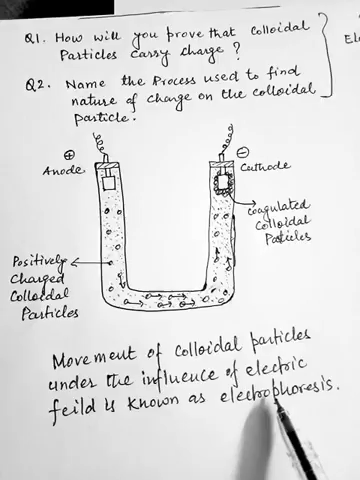 Q1. How will you prove that colloidal
Particles carry charge ?
Q2. Name the Process used to find
nature of charge on the colloidal
particle.
Ele
+
Anode
−
Cathode
Coagulated
Colloidal
Particles
Positively
Charged
Colloidal
Particles
Movement of colloidal particles
under the influence of electric
feild is known as electrophoresis.